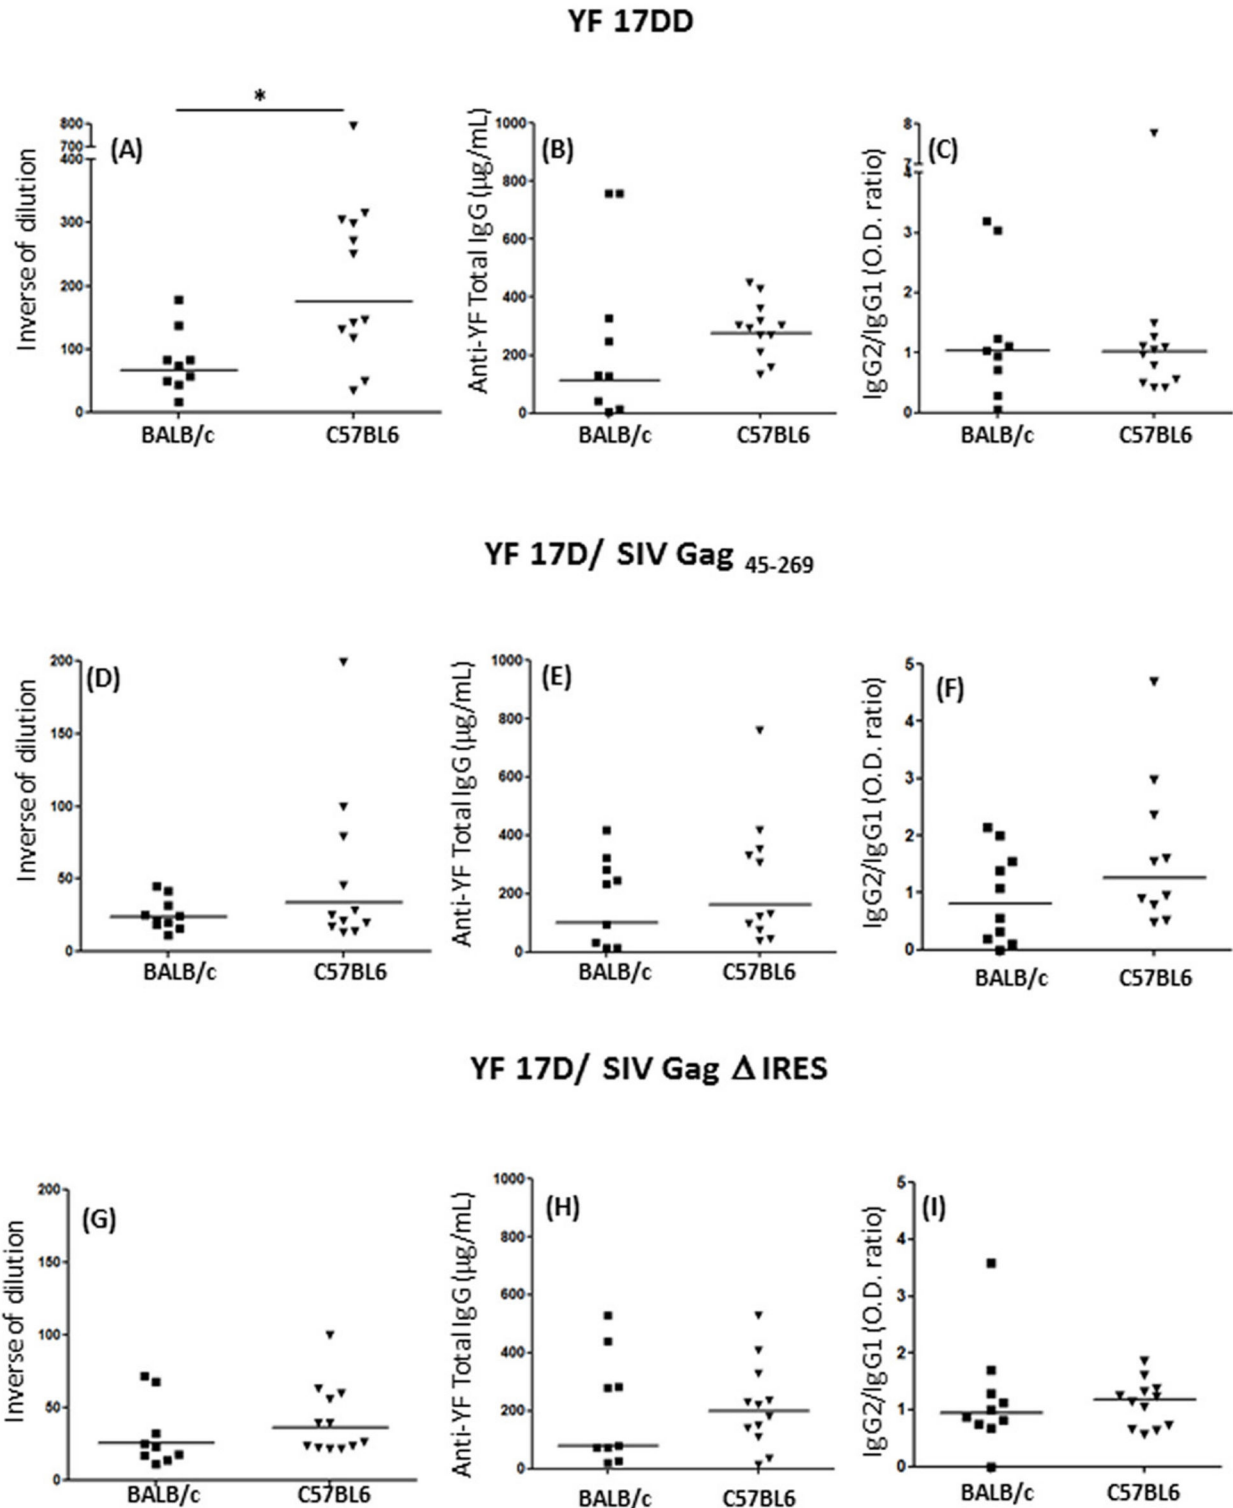 YF 17DD
*
(A)
Inverse of dilution
800
700
400
300
200
100
0
BALB/c
C57BL6
(B)
Anti-YF Total IgG (µg/mL)
1000
800
600
400
200
0
BALB/c
C57BL6
(C)
IgG2/IgG1 (O.D. ratio)
8
7
4
3
2
1
0
BALB/c
C57BL6
YF 17D/ SIV Gag 45-269
(D)
Inverse of dilution
200
150
100
50
0
BALB/c
C57BL6
(E)
Anti-YF Total IgG (µg/mL)
1000
800
600
400
200
0
BALB/c
C57BL6
(F)
IgG2/IgG1 (O.D. ratio)
5
4
3
2
1
0
BALB/c
C57BL6
YF 17D/ SIV Gag Δ IRES
(G)
Inverse of dilution
200
150
100
50
0
BALB/c
C57BL6
(H)
Anti-YF Total IgG (µg/mL)
1000
800
600
400
200
0
BALB/c
C57BL6
(I)
IgG2/IgG1 (O.D. ratio)
5
4
3
2
1
0
BALB/c
C57BL6